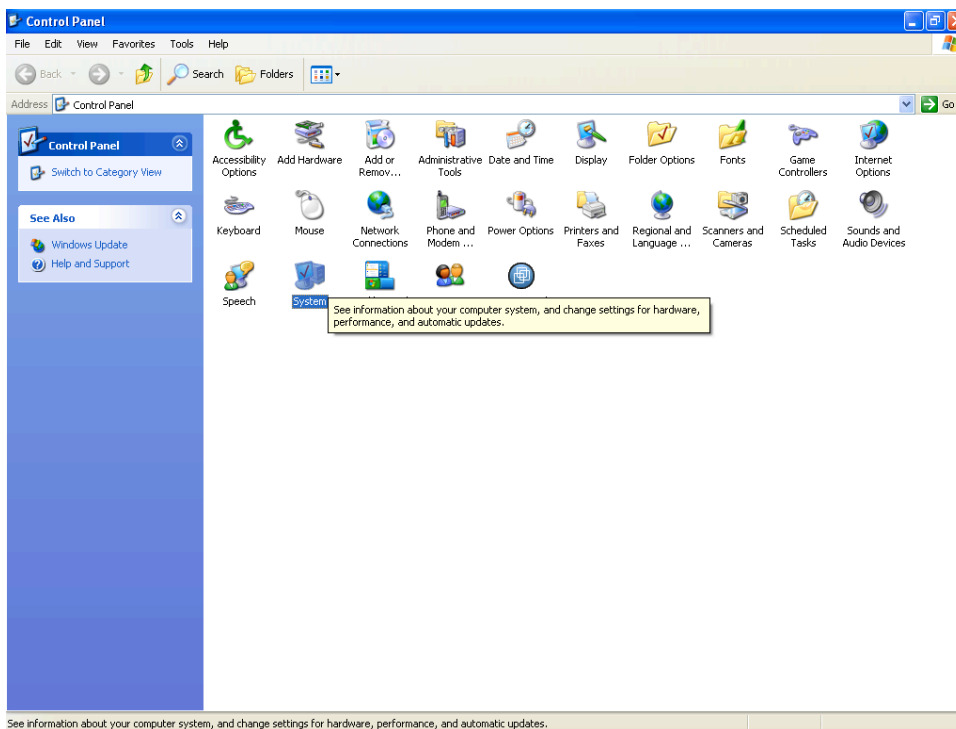 Control Panel
File Edit View Favorites Tools Help
Back Search Folders
Address Control Panel Go
Control Panel
Switch to Category View
See Also
Windows Update
Help and Support
Accessibility Options
Add Hardware
Add or Remov...
Administrative Tools
Date and Time
Display
Folder Options
Fonts
Game Controllers
Internet Options
Keyboard
Mouse
Network Connections
Phone and Modem ...
Power Options
Printers and Faxes
Regional and Language ...
Scanners and Cameras
Scheduled Tasks
Sounds and Audio Devices
Speech
System
See information about your computer system, and change settings for hardware,
performance, and automatic updates.
See information about your computer system, and change settings for hardware, performance, and automatic updates.